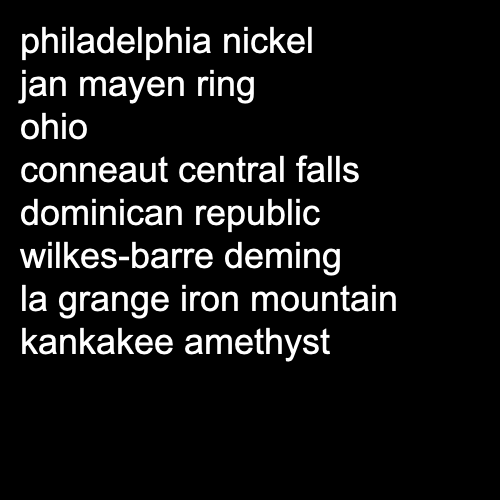 philadelphia nickel
jan mayen ring
ohio
conneaut central falls
dominican republic
wilkes-barre deming
la grange iron mountain
kankakee amethyst